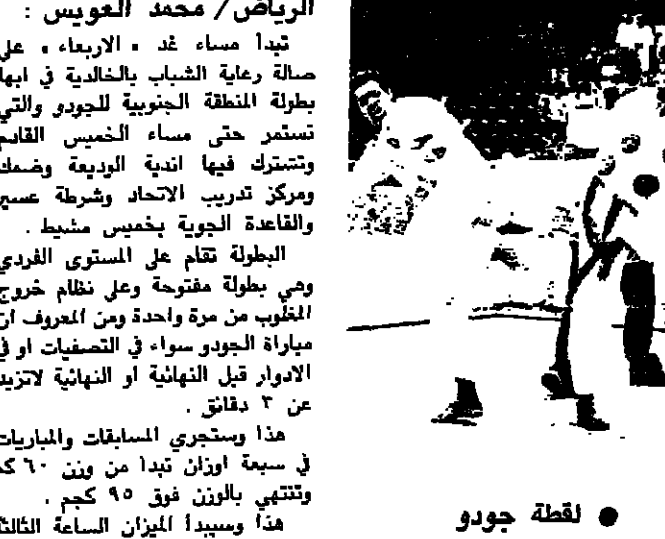 الرياض / محمد العويس :
تبدا مساء غد « الاربعاء » على
صالة رعاية الشباب بالخالدية في ابها
بطولة المنطقة الجنوبية للجودو والتي
تستمر حتى مساء الخميس القادم
وتشترك فيها اندية الوديعة وضمك
ومركز تدريب الاتحاد وشرطة عسير
والقاعدة الجوية بخميس مشيط .
البطولة تقام على المستوى الفردي
وهي بطولة مفتوحة وعلى نظام خروج
المغلوب من مرة واحدة ومن المعروف ان
مباراة الجودو سواء في التصفيات او في
الادوار قبل النهائية او النهائية لاتزيد
عن ٣ دقائق .
هذا وستجري المسابقات والمباريات
في سبعة اوزان تبدا من وزن ٦٠ كجم
وتنتهي بالوزن فوق ٩٥ كجم .
هذا وسيبدا الميزان الساعة الثالثة
● لقطة جودو